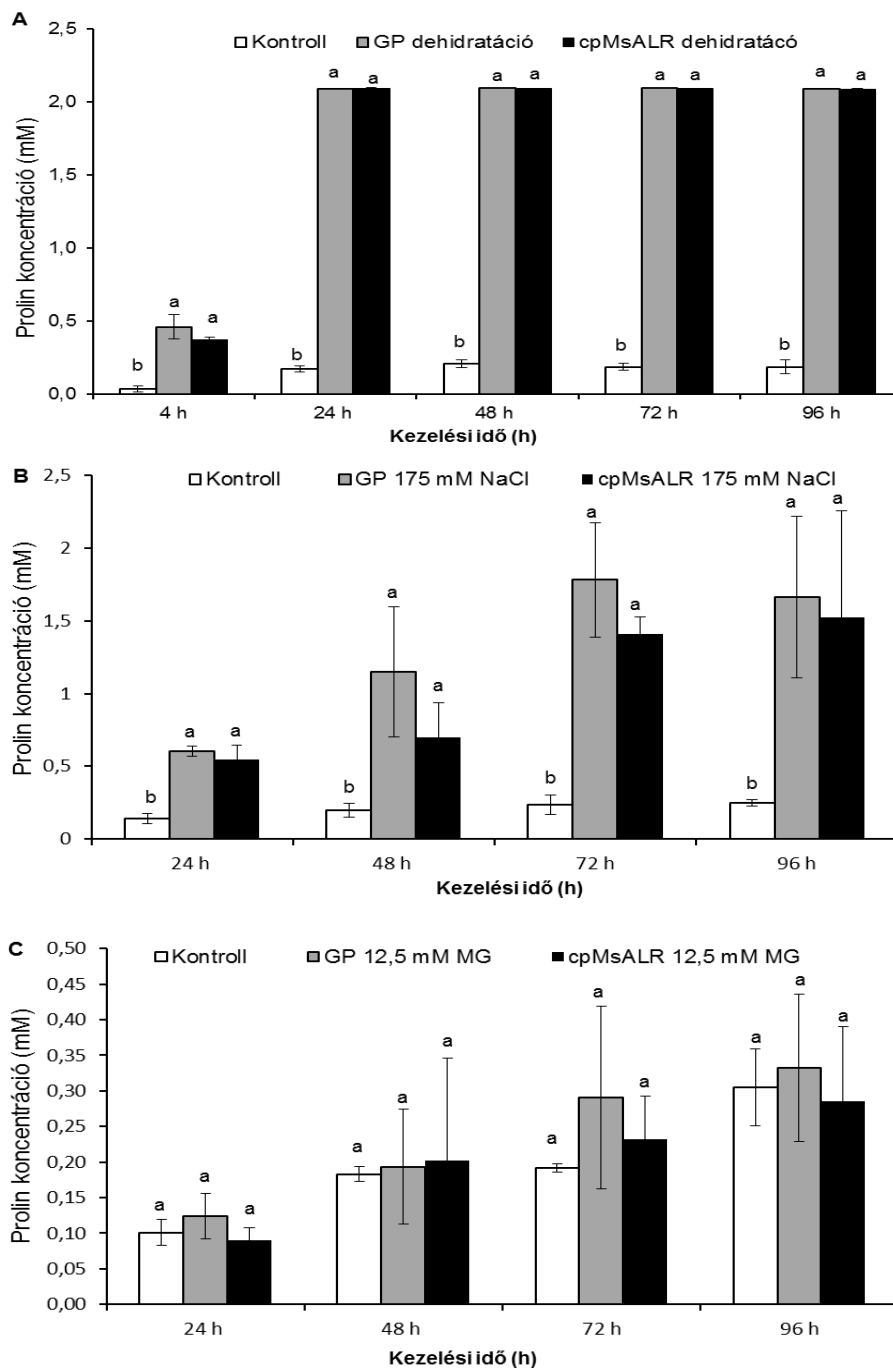 A
Kontroll GP dehidratáció cpMsALR dehidratácó
2,5
2,0
1,5
1,0
0,5
0,0
Prolin koncentráció (mM)
b a a
b a a
b a a
b a a
b a a
4 h 24 h 48 h 72 h 96 h
Kezelési idő (h)
B
Kontroll GP 175 mM NaCl cpMsALR 175 mM NaCl
2,5
2
1,5
1
0,5
0
Prolin koncentráció (mM)
b a a
b a a
b a a
b a a
24 h 48 h 72 h 96 h
Kezelési idő (h)
C
Kontroll GP 12,5 mM MG cpMsALR 12,5 mM MG
0,50
0,45
0,40
0,35
0,30
0,25
0,20
0,15
0,10
0,05
0,00
Prolin koncentráció (mM)
a a a
a a a
a a a
a a a
24 h 48 h 72 h 96 h
Kezelési idő (h)